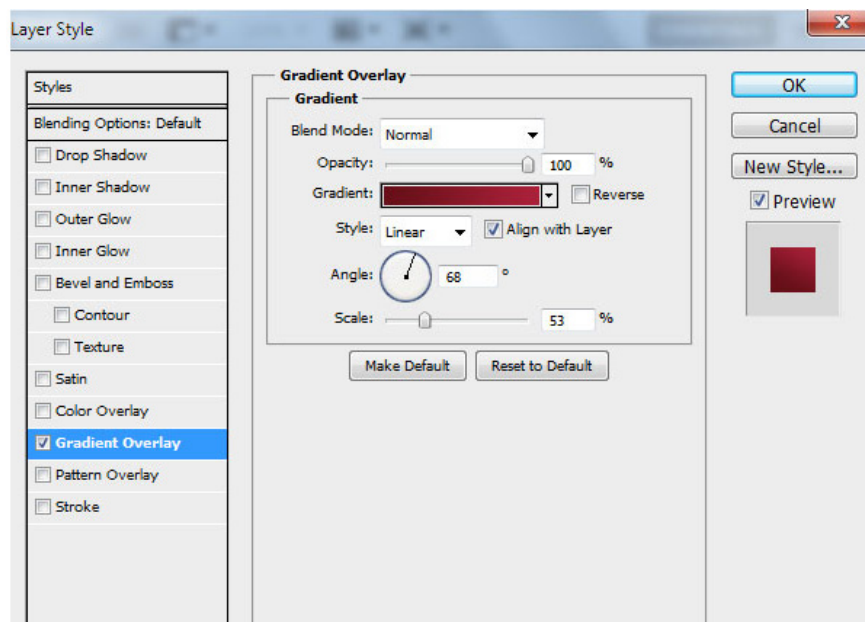 Layer Style
Styles
Blending Options: Default
Drop Shadow
Inner Shadow
Outer Glow
Inner Glow
Bevel and Emboss
Contour
Texture
Satin
Color Overlay
Gradient Overlay
Pattern Overlay
Stroke
Gradient Overlay
Gradient
Blend Mode: Normal
Opacity: 100 %
Gradient: Reverse
Style: Linear Align with Layer
Angle: 68 °
Scale: 53 %
Make Default Reset to Default
OK
Cancel
New Style...
Preview